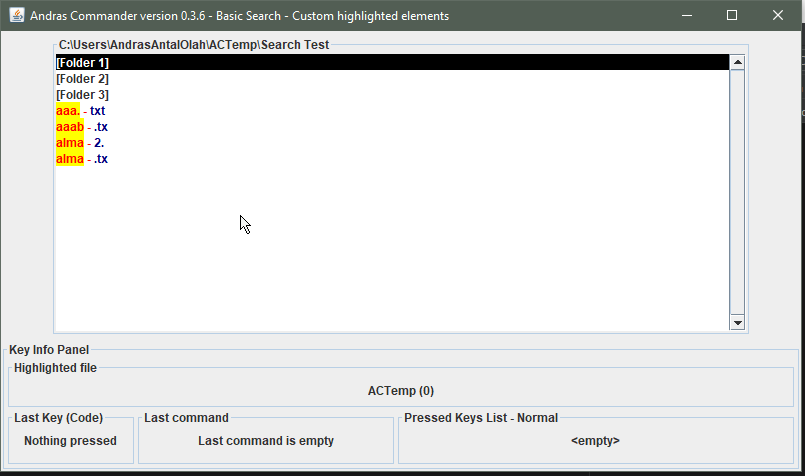 Andras Commander version 0.3.6 - Basic Search - Custom highlighted elements
C:\Users\AndrasAntalOlah\ACTemp\Search Test
[Folder 1]
[Folder 2]
[Folder 3]
aaa. - txt
aaab - .tx
alma - 2.
alma - .tx
Key Info Panel
Highlighted file
ACTemp (0)
Last Key (Code)
Nothing pressed
Last command
Last command is empty
Pressed Keys List - Normal
<empty>